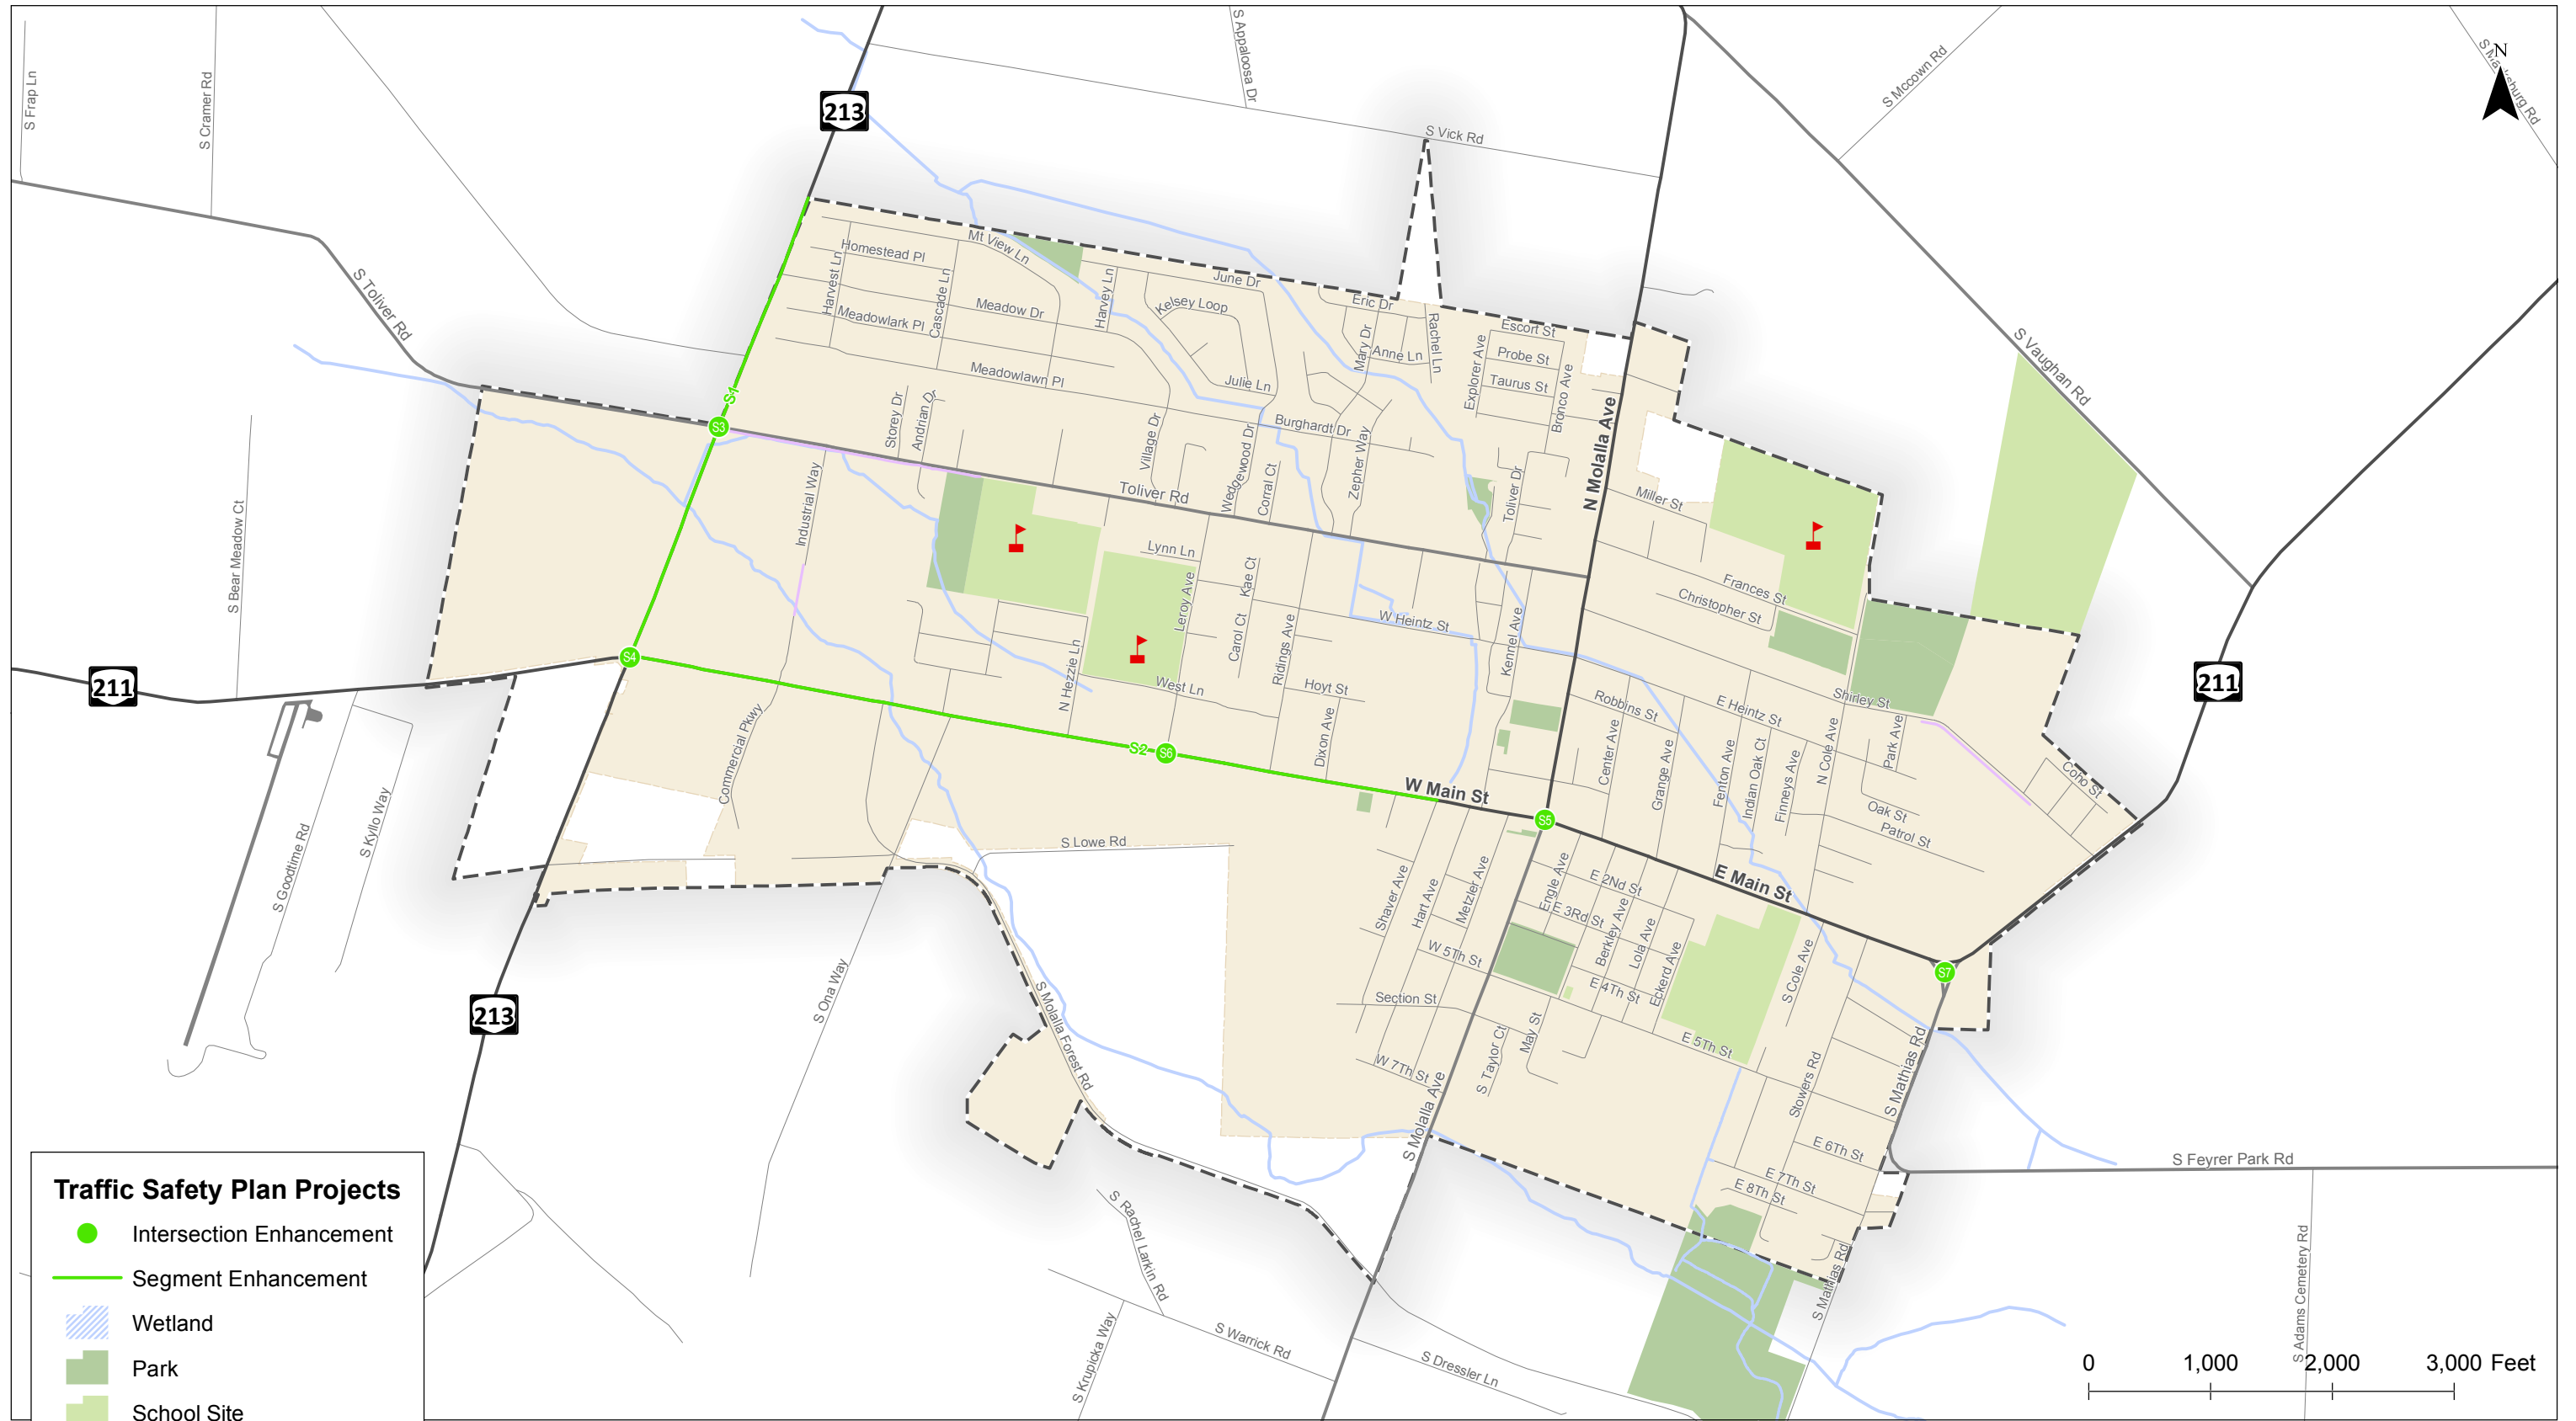 S Frap Ln
S Cramer Rd
213
S Appaloosa Dr
S Vick Rd
S Mccown Rd
N
S Toliver Rd
Homestead Pl
Mt View Ln
Harvest Ln
Cascade Ln
Meadow Dr
Meadowlark Pl
Harvey Ln
June Dr
Kelsey Loop
Julie Ln
Eric Dr
Mary Dr
Anne Ln
Rachel Ln
Escort St
Probe St
Taurus St
Explorer Ave
Bronco Ave
S Vaughan Rd
Meadowlawn Pl
S1
S3
Storey Dr
Andrian Dr
Village Dr
Wedgewood Dr
Burghardt Dr
Corral Ct
Zepher Way
Toliver Dr
N Molalla Ave
Miller St
Industrial Way
Toliver Rd
S Bear Meadow Ct
Lynn Ln
Leroy Ave
Kae Ct
Carol Ct
Ridings Ave
W Heintz St
Kennel Ave
Frances St
Christopher St
S4
211
N Hezzie Ln
West Ln
Hoyt St
Dixon Ave
Robbins St
E Heintz St
Shirley St
211
Center Ave
Grange Ave
Fenton Ave
Indian Oak Ct
Finneys Ave
N Cole Ave
Park Ave
Coho St
Commercial Pkwy
S2
S6
W Main St
S5
Oak St
Patrol St
S Goodtime Rd
S Kyllo Way
S Lowe Rd
E Main St
Shaver Ave
Hart Ave
Metzler Ave
Engle Ave
E 2Nd St
E 3Rd St
Berkley Ave
Lola Ave
Eckerd Ave
W 5Th St
E 4Th St
S Cole Ave
S7
213
S Ona Way
S Molalla Forest Rd
Section St
S Taylor Ct
May St
E 5Th St
W 7Th St
S Molalla Ave
Stowers Rd
S Mathias Rd
E 6Th St
E 7Th St
E 8Th St
S Feyrer Park Rd
S Rachel Larkin Rd
S Krupicka Way
S Warrick Rd
S Dressler Ln
S Mathias Rd
S Adams Cemetery Rd
Traffic Safety Plan Projects
Intersection Enhancement
Segment Enhancement
Wetland
Park
School Site
0 1,000 2,000 3,000 Feet